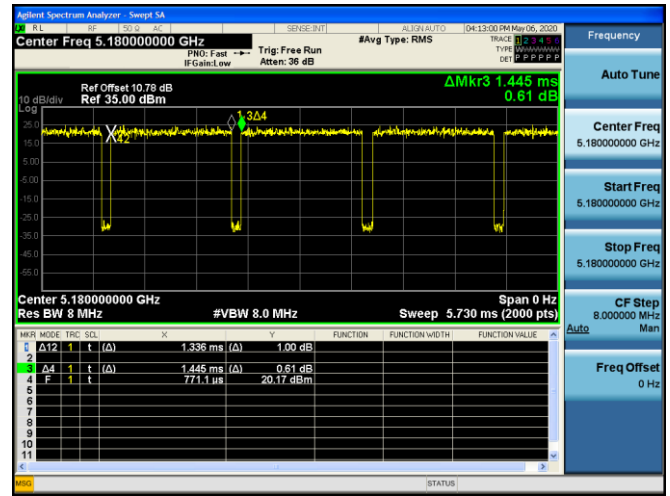 Agilent Spectrum Analyzer - Swept SA
RL RF 50 Ω AC SENSE:INT ALIGN AUTO 04:13:00 PM May 06, 2020
Center Freq 5.180000000 GHz #Avg Type: RMS TRACE 1 2 3 4 5 6
PNO: Fast Trig: Free Run TYPE
IFGain:Low Atten: 36 dB DET P P P P P P
Ref Offset 10.78 dB ΔMkr3 1.445 ms
10 dB/div Ref 35.00 dBm 0.61 dB
Log
25.0
15.0
5.00
-5.00
-15.0
-25.0
-35.0
-45.0
-55.0
3Δ4
Center 5.180000000 GHz Span 0 Hz
Res BW 8 MHz #VBW 8.0 MHz Sweep 5.730 ms (2000 pts)
MKR MODE TRC SCL X Y FUNCTION FUNCTION WIDTH FUNCTION VALUE
1 Δ12 1 t (Δ) 1.336 ms (Δ) 1.00 dB
2
3 Δ4 1 t (Δ) 1.445 ms (Δ) 0.61 dB
4 F 1 t 771.1 µs 20.17 dBm
5
6
7
8
9
10
11
MSG STATUS
Frequency
Auto Tune
Center Freq
5.180000000 GHz
Start Freq
5.180000000 GHz
Stop Freq
5.180000000 GHz
CF Step
8.000000 MHz
Auto Man
Freq Offset
0 Hz